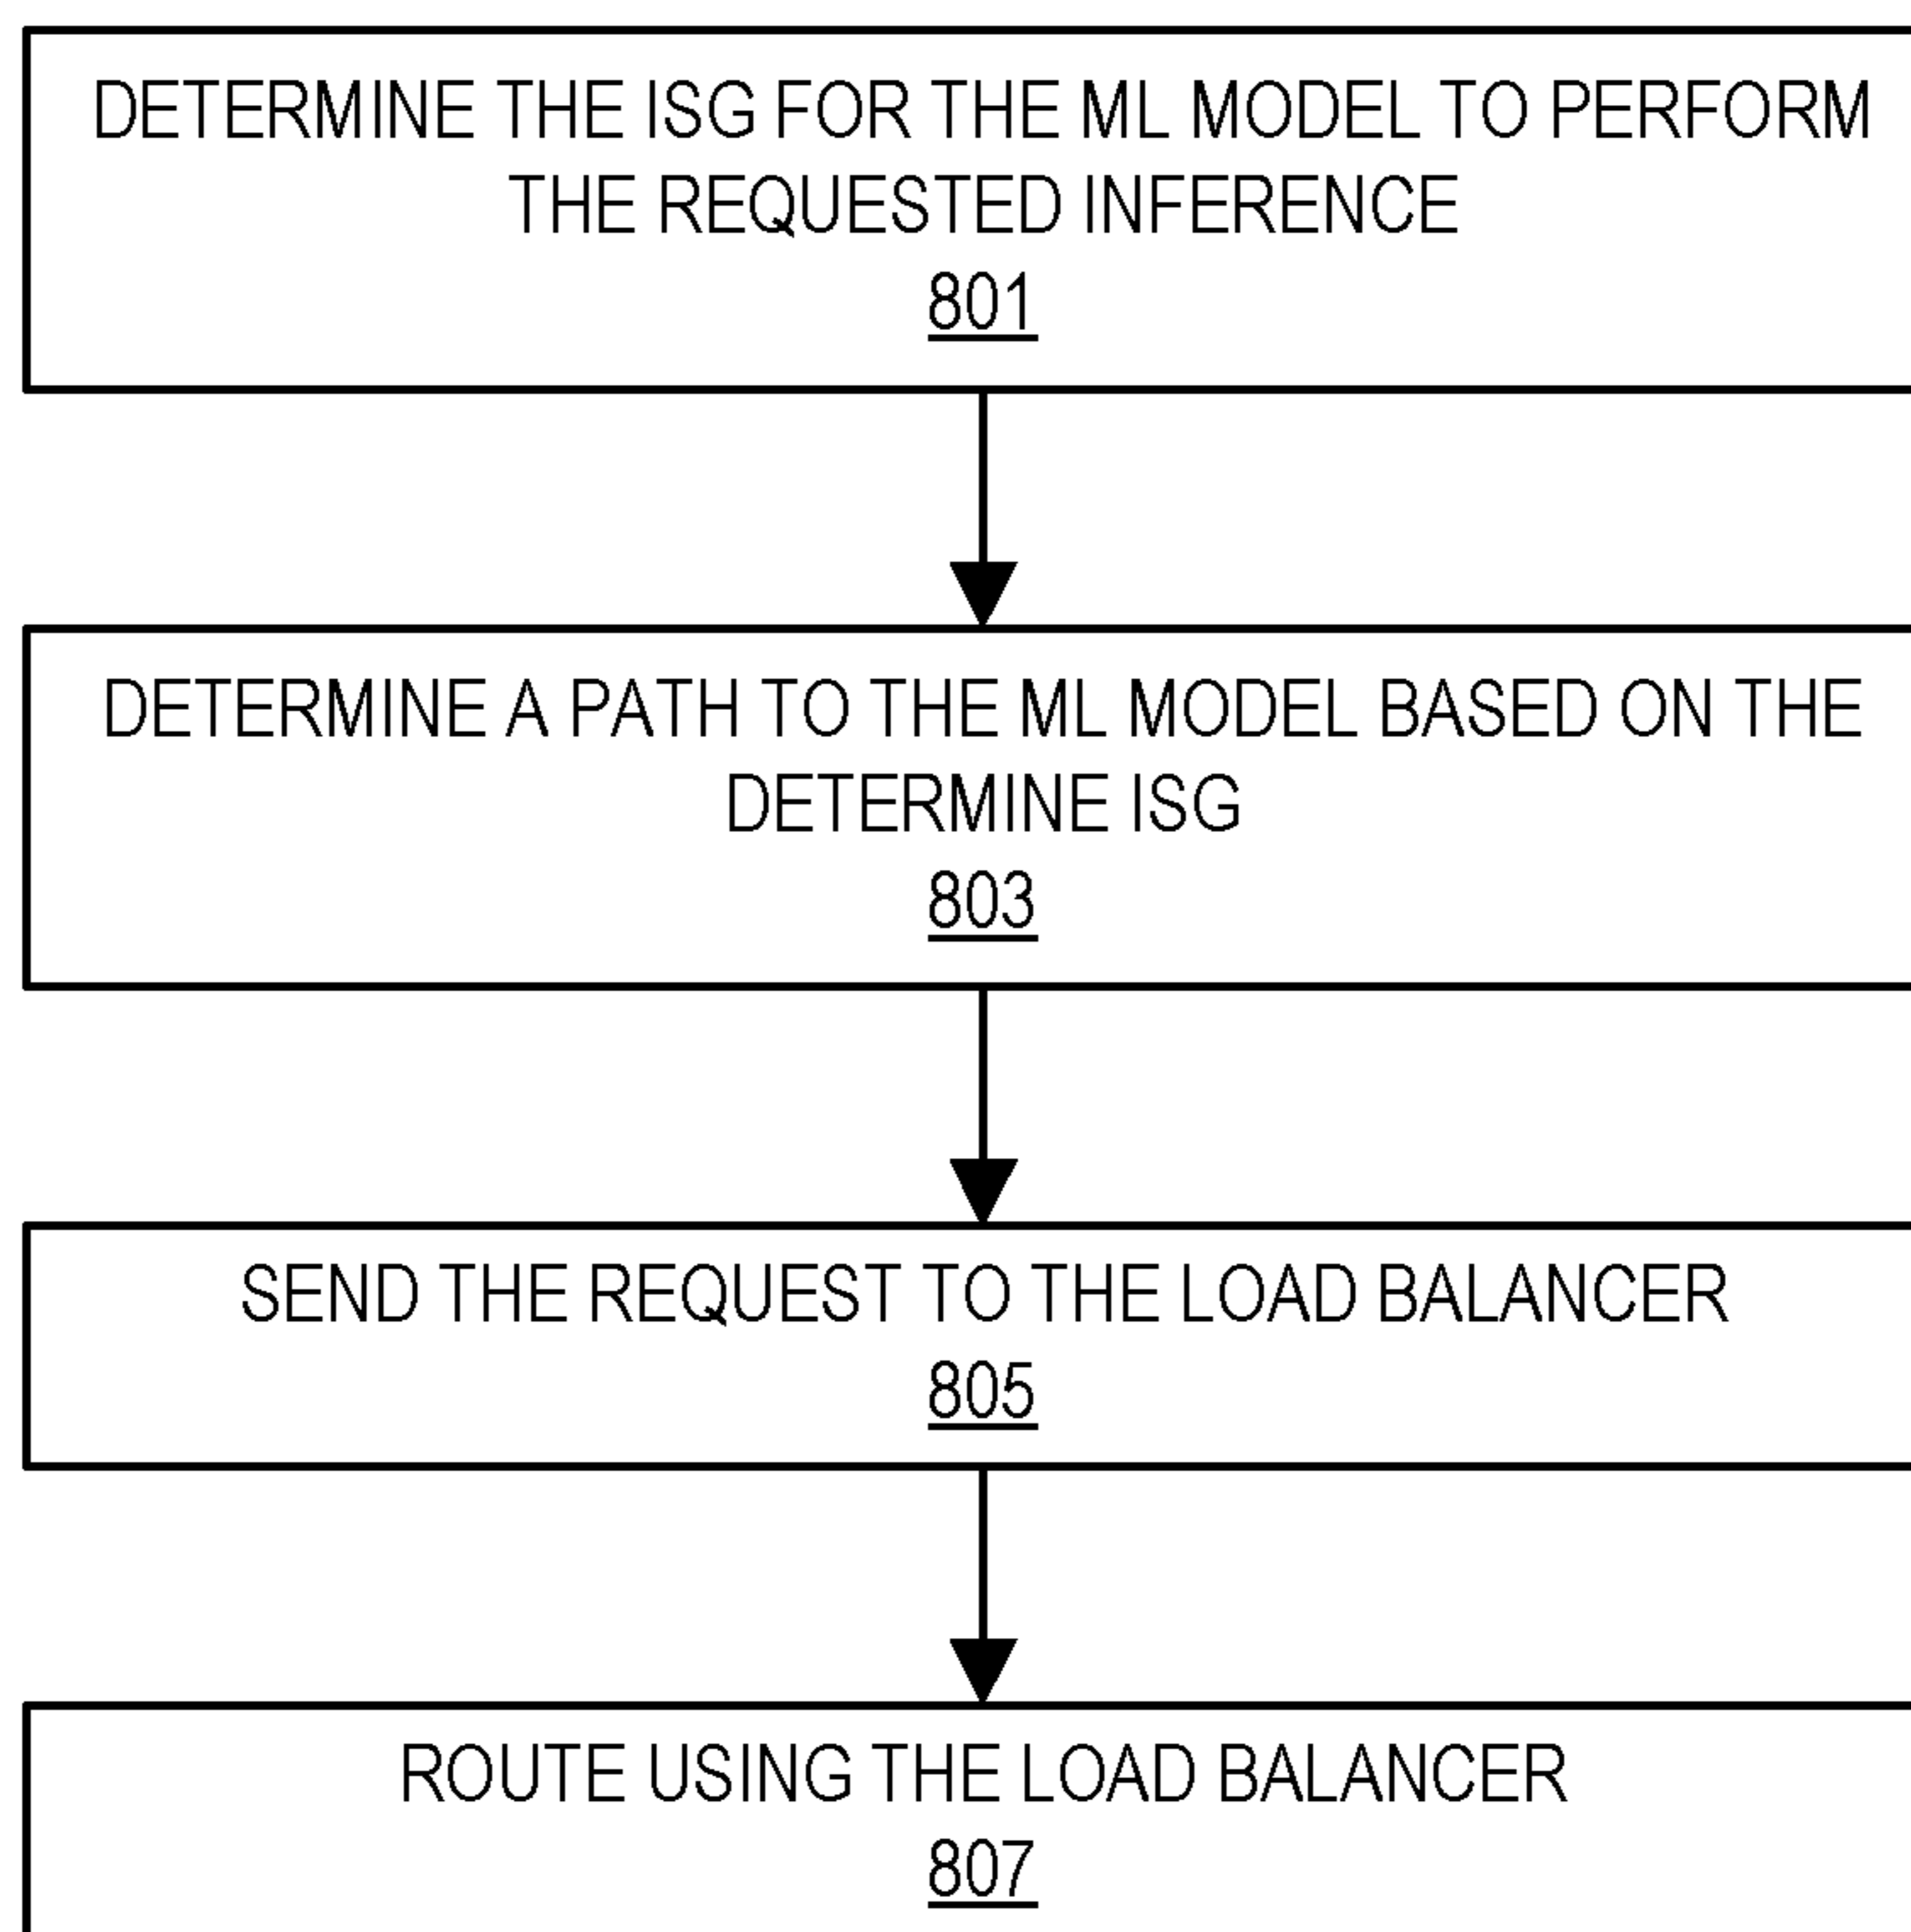 DETERMINE THE ISG FOR THE ML MODEL TO PERFORM
THE REQUESTED INFERENCE
801
DETERMINE A PATH TO THE ML MODEL BASED ON THE
DETERMINE ISG
803
SEND THE REQUEST TO THE LOAD BALANCER
805
ROUTE USING THE LOAD BALANCER
807